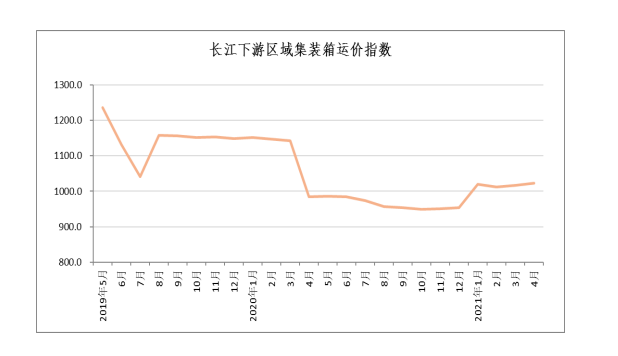 长江下游区域集装箱运价指数
1300.0
1200.0
1100.0
1000.0
900.0
800.0
2019年5月
6月
7月
8月
9月
10月
11月
12月
2020年1月
2月
3月
4月
5月
6月
7月
8月
9月
10月
11月
12月
2021年1月
2月
3月
4月